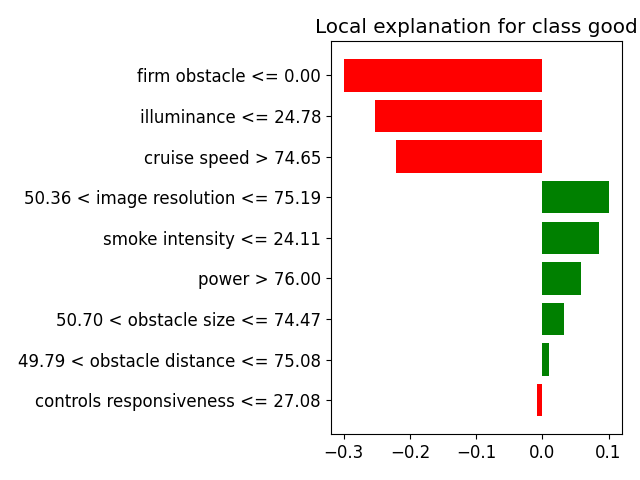 Local explanation for class good
firm obstacle <= 0.00
illuminance <= 24.78
cruise speed > 74.65
50.36 < image resolution <= 75.19
smoke intensity <= 24.11
power > 76.00
50.70 < obstacle size <= 74.47
49.79 < obstacle distance <= 75.08
controls responsiveness <= 27.08
−0.3 −0.2 −0.1 0.0 0.1